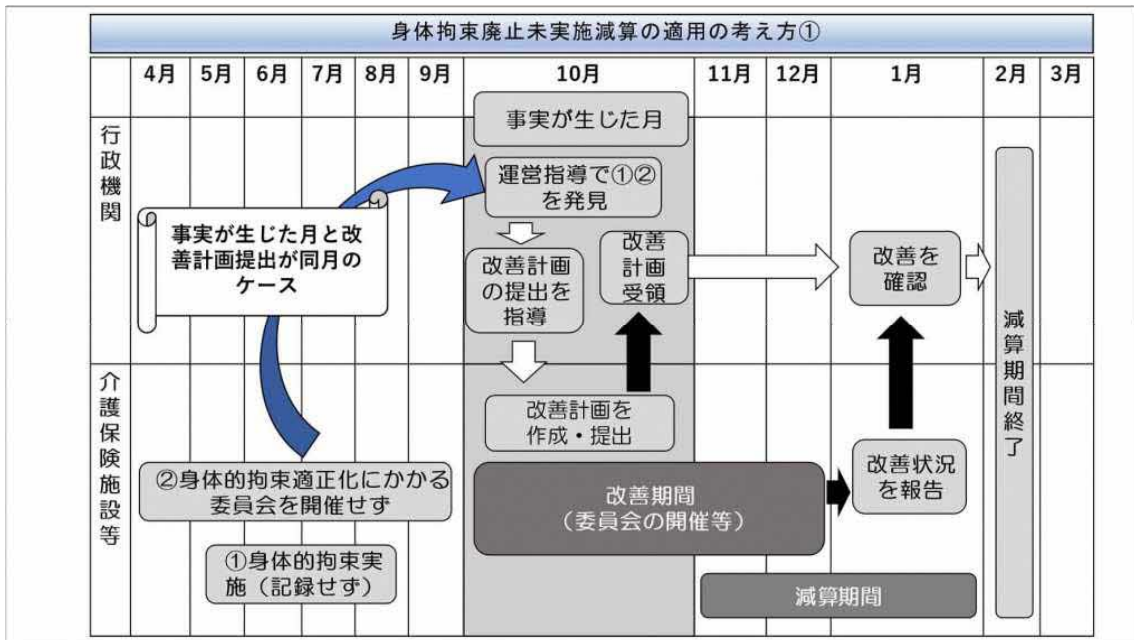 身体拘束廃止未実施減算の適用の考え方①
4月
5月
6月
7月
8月
9月
10月
11月
12月
1月
2月
3月
行政機関
事実が生じた月
運営指導で①②
を発見
事実が生じた月と改
善計画提出が同月の
ケース
改善計画
の提出を
指導
改善
計画
受領
改善を
確認
減算期間終了
介護保険施設等
改善計画を
作成・提出
②身体的拘束適正化にかかる
委員会を開催せず
改善期間
(委員会の開催等)
改善状況
を報告
①身体的拘束実
施(記録せず)
減算期間